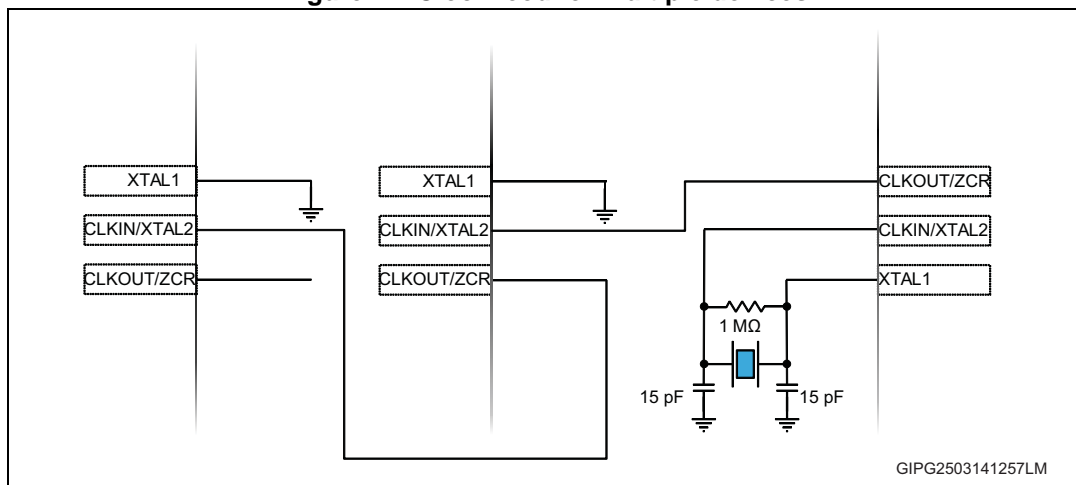 XTAL1
CLKIN/XTAL2
CLKOUT/ZCR
XTAL1
CLKIN/XTAL2
CLKOUT/ZCR
CLKOUT/ZCR
CLKIN/XTAL2
XTAL1
1 MΩ
15 pF
15 pF
GIPG2503141257LM